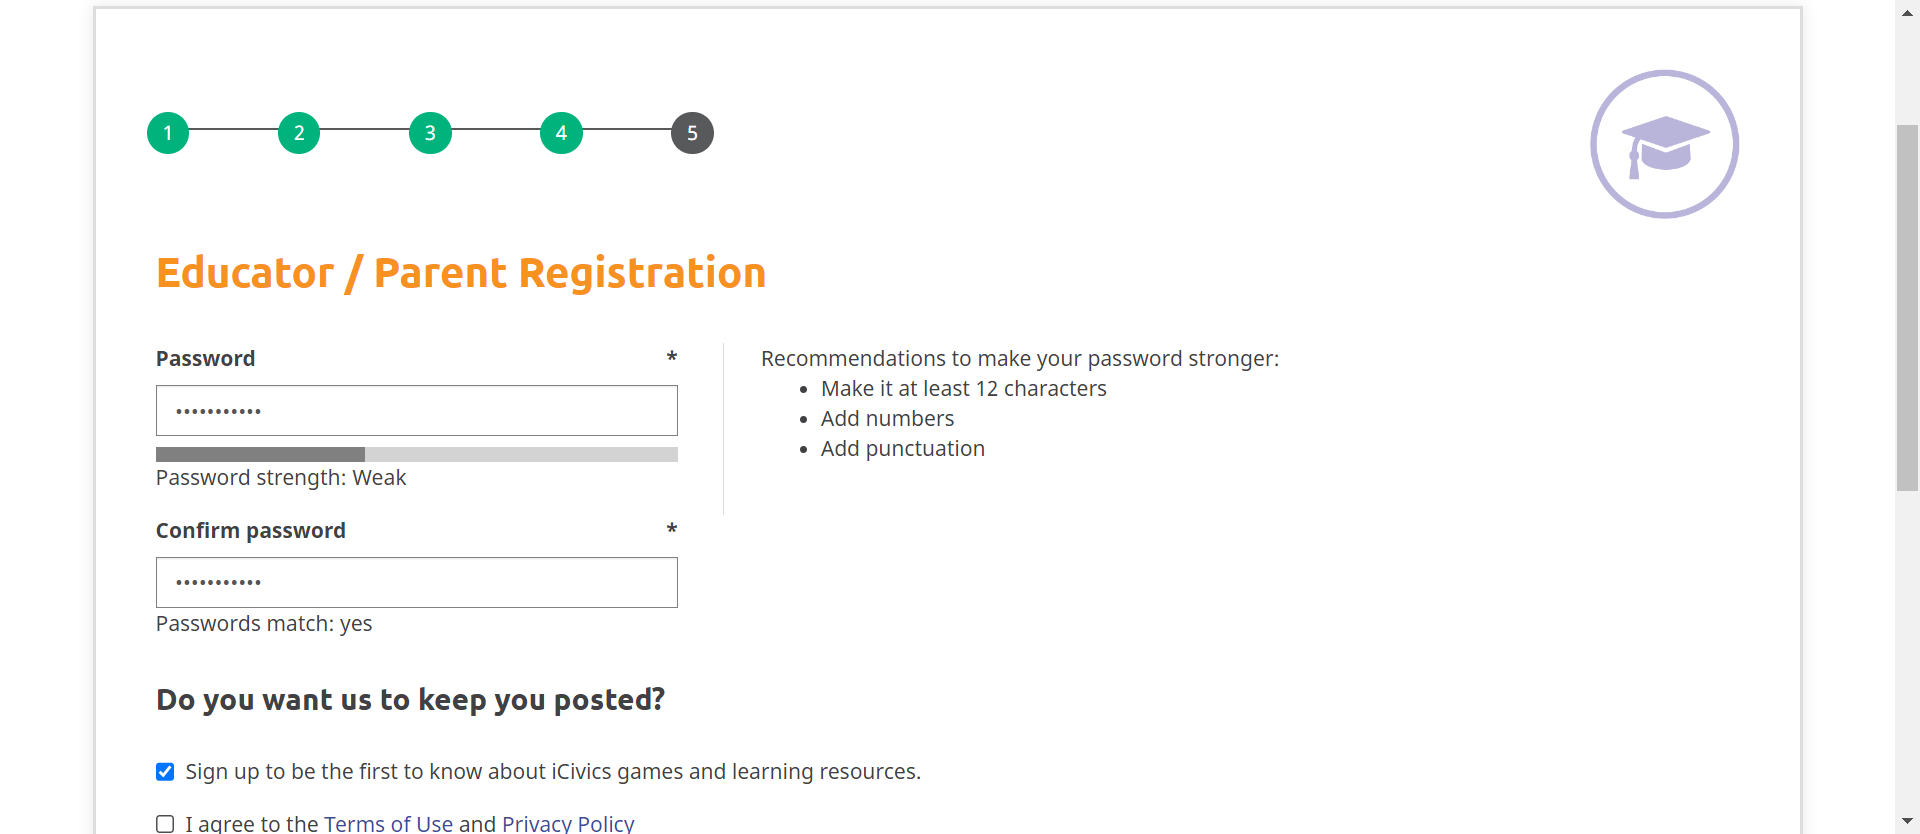 1 2 3 4 5
Educator / Parent Registration
Password *
•••••••••••
Password strength: Weak
Recommendations to make your password stronger:
• Make it at least 12 characters
• Add numbers
• Add punctuation
Confirm password *
•••••••••••
Passwords match: yes
Do you want us to keep you posted?
Sign up to be the first to know about iCivics games and learning resources.
I agree to the Terms of Use and Privacy Policy